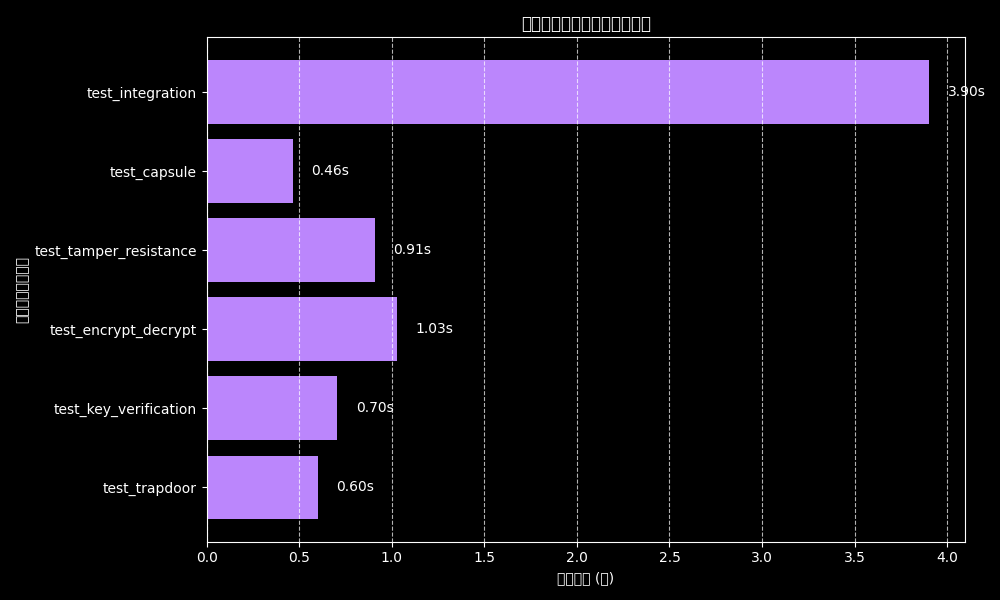 test_integration
3.90s
test_capsule
0.46s
test_tamper_resistance
0.91s
test_encrypt_decrypt
1.03s
test_key_verification
0.70s
test_trapdoor
0.60s
0.0 0.5 1.0 1.5 2.0 2.5 3.0 3.5 4.0